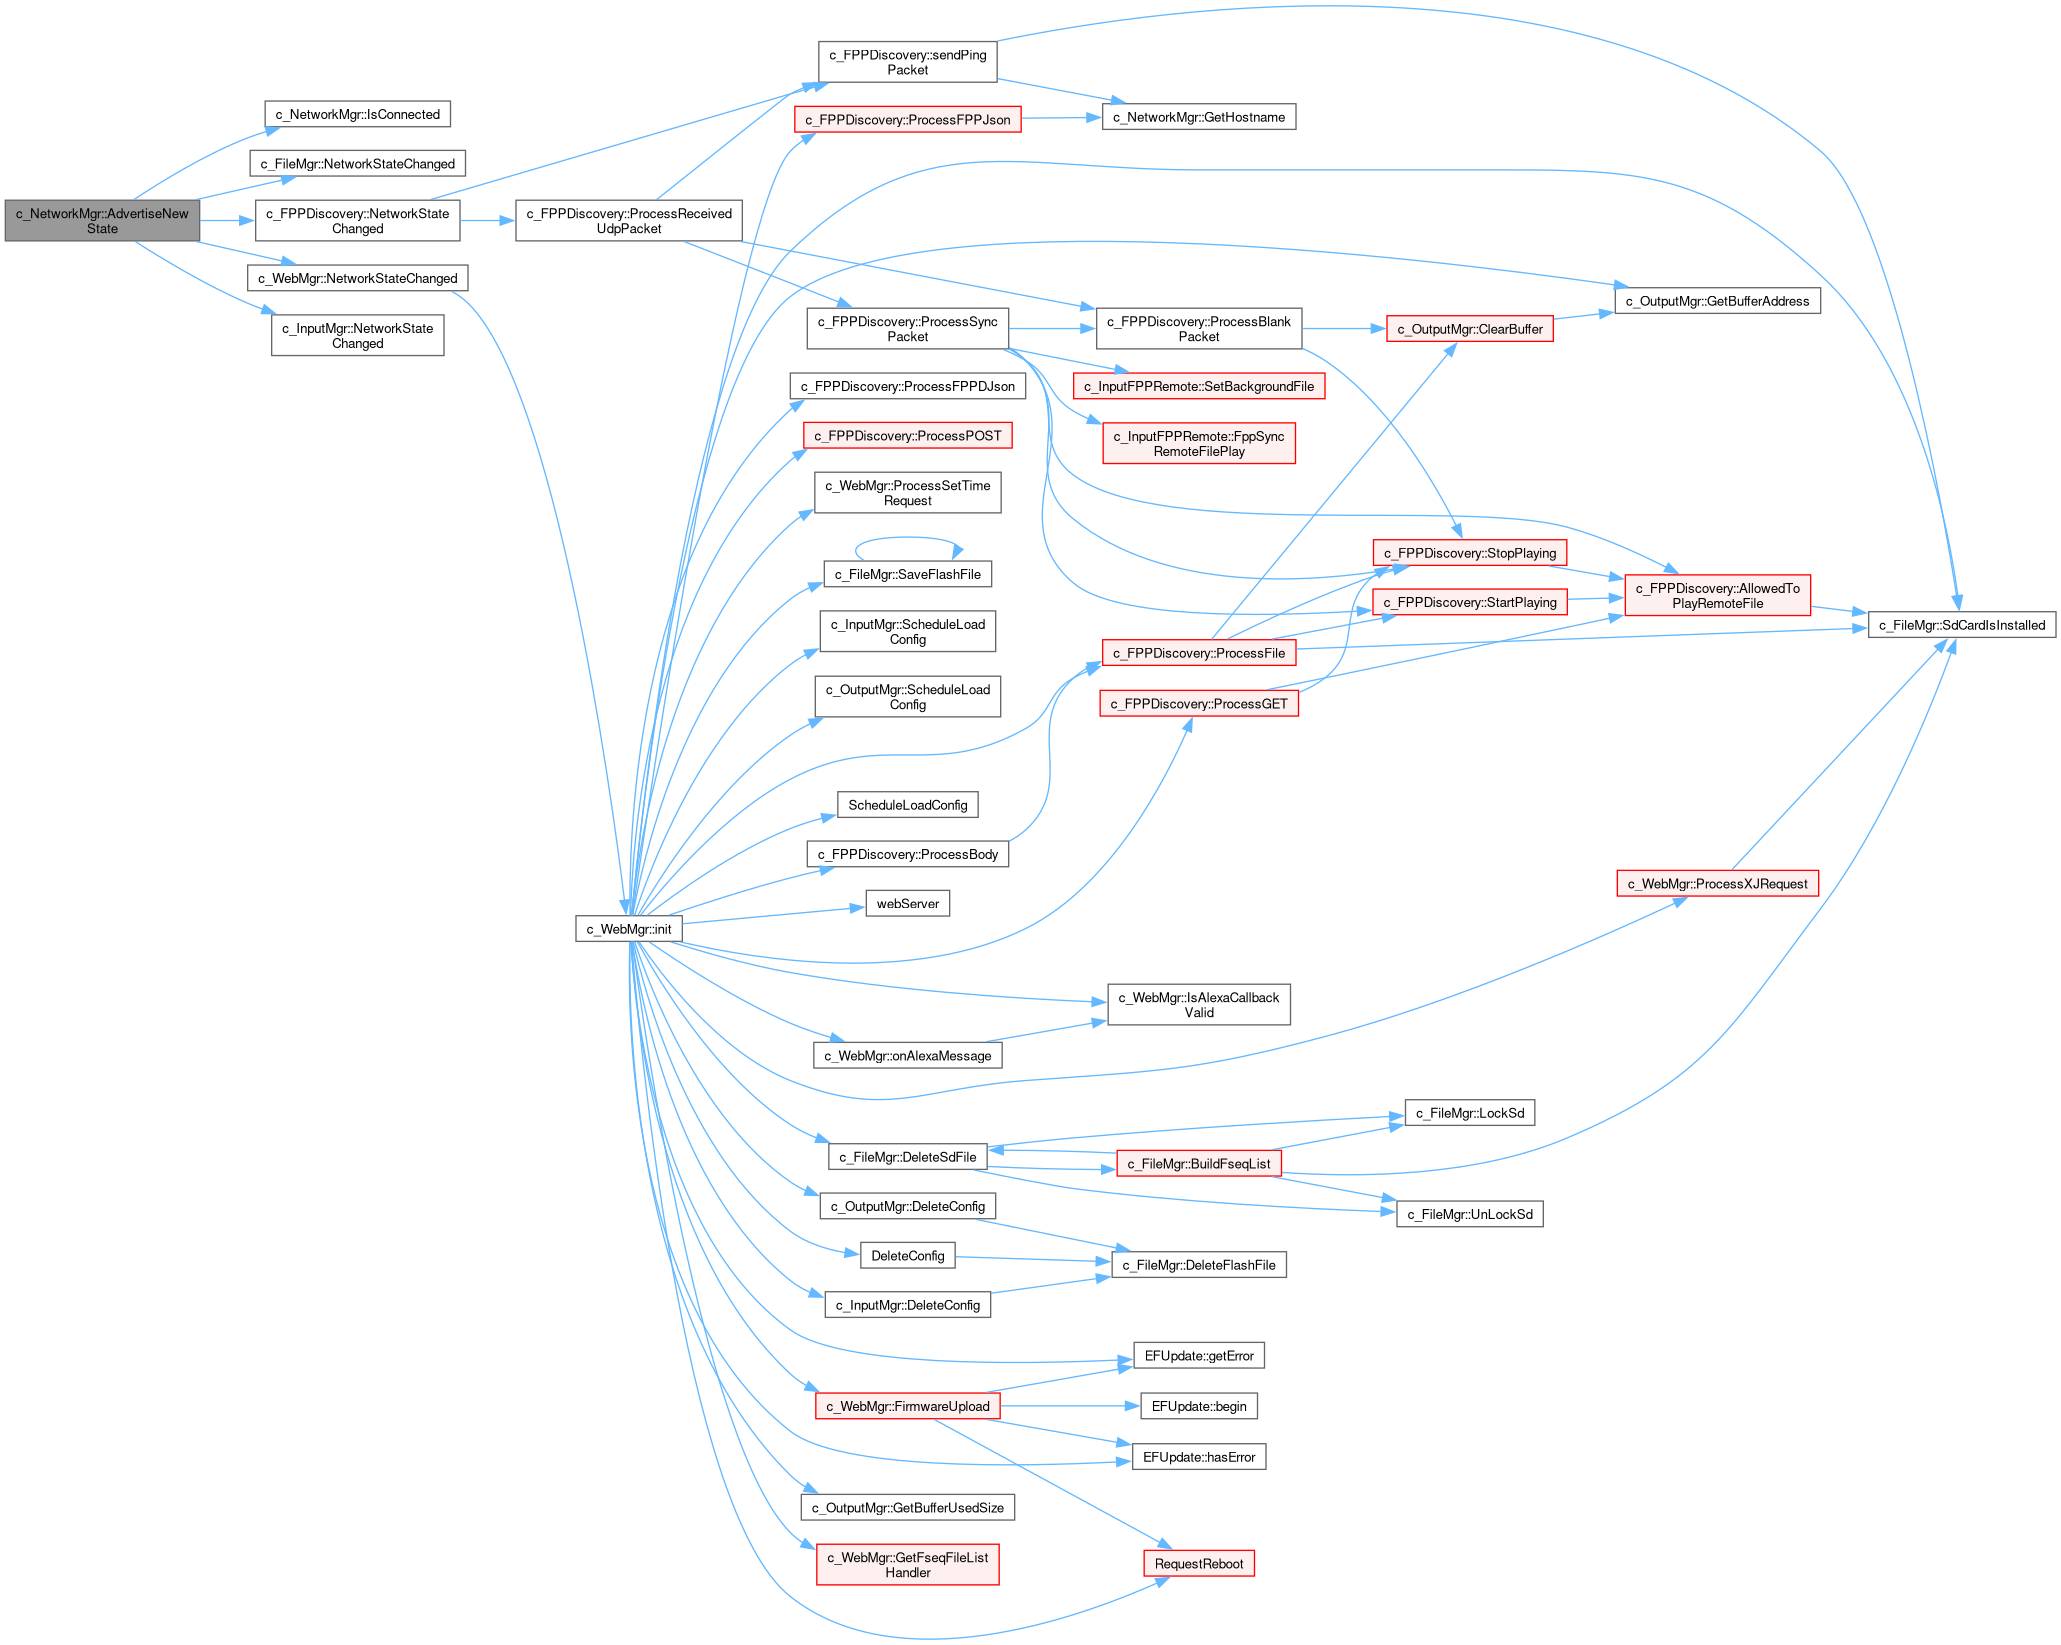 c_FPPDiscovery::sendPing
Packet
c_NetworkMgr::IsConnected
c_FPPDiscovery::ProcessFPPJson
c_NetworkMgr::GetHostname
c_FileMgr::NetworkStateChanged
c_NetworkMgr::AdvertiseNew
State
c_FPPDiscovery::NetworkState
Changed
c_FPPDiscovery::ProcessReceived
UdpPacket
c_WebMgr::NetworkStateChanged
c_OutputMgr::GetBufferAddress
c_InputMgr::NetworkState
Changed
c_FPPDiscovery::ProcessSync
Packet
c_FPPDiscovery::ProcessBlank
Packet
c_OutputMgr::ClearBuffer
c_FPPDiscovery::ProcessFPPDJson
c_InputFPPRemote::SetBackgroundFile
c_FPPDiscovery::ProcessPOST
c_InputFPPRemote::FppSync
RemoteFilePlay
c_WebMgr::ProcessSetTime
Request
c_FPPDiscovery::StopPlaying
c_FileMgr::SaveFlashFile
c_FPPDiscovery::StartPlaying
c_FPPDiscovery::AllowedTo
PlayRemoteFile
c_FileMgr::SdCardIsInstalled
c_InputMgr::ScheduleLoad
Config
c_FPPDiscovery::ProcessFile
c_OutputMgr::ScheduleLoad
Config
c_FPPDiscovery::ProcessGET
ScheduleLoadConfig
c_FPPDiscovery::ProcessBody
c_WebMgr::ProcessXJRequest
webServer
c_WebMgr::init
c_WebMgr::IsAlexaCallback
Valid
c_WebMgr::onAlexaMessage
c_FileMgr::LockSd
c_FileMgr::DeleteSdFile
c_FileMgr::BuildFseqList
c_OutputMgr::DeleteConfig
c_FileMgr::UnLockSd
DeleteConfig
c_FileMgr::DeleteFlashFile
c_InputMgr::DeleteConfig
EFUpdate::getError
c_WebMgr::FirmwareUpload
EFUpdate::begin
EFUpdate::hasError
c_OutputMgr::GetBufferUsedSize
c_WebMgr::GetFseqFileList
Handler
RequestReboot